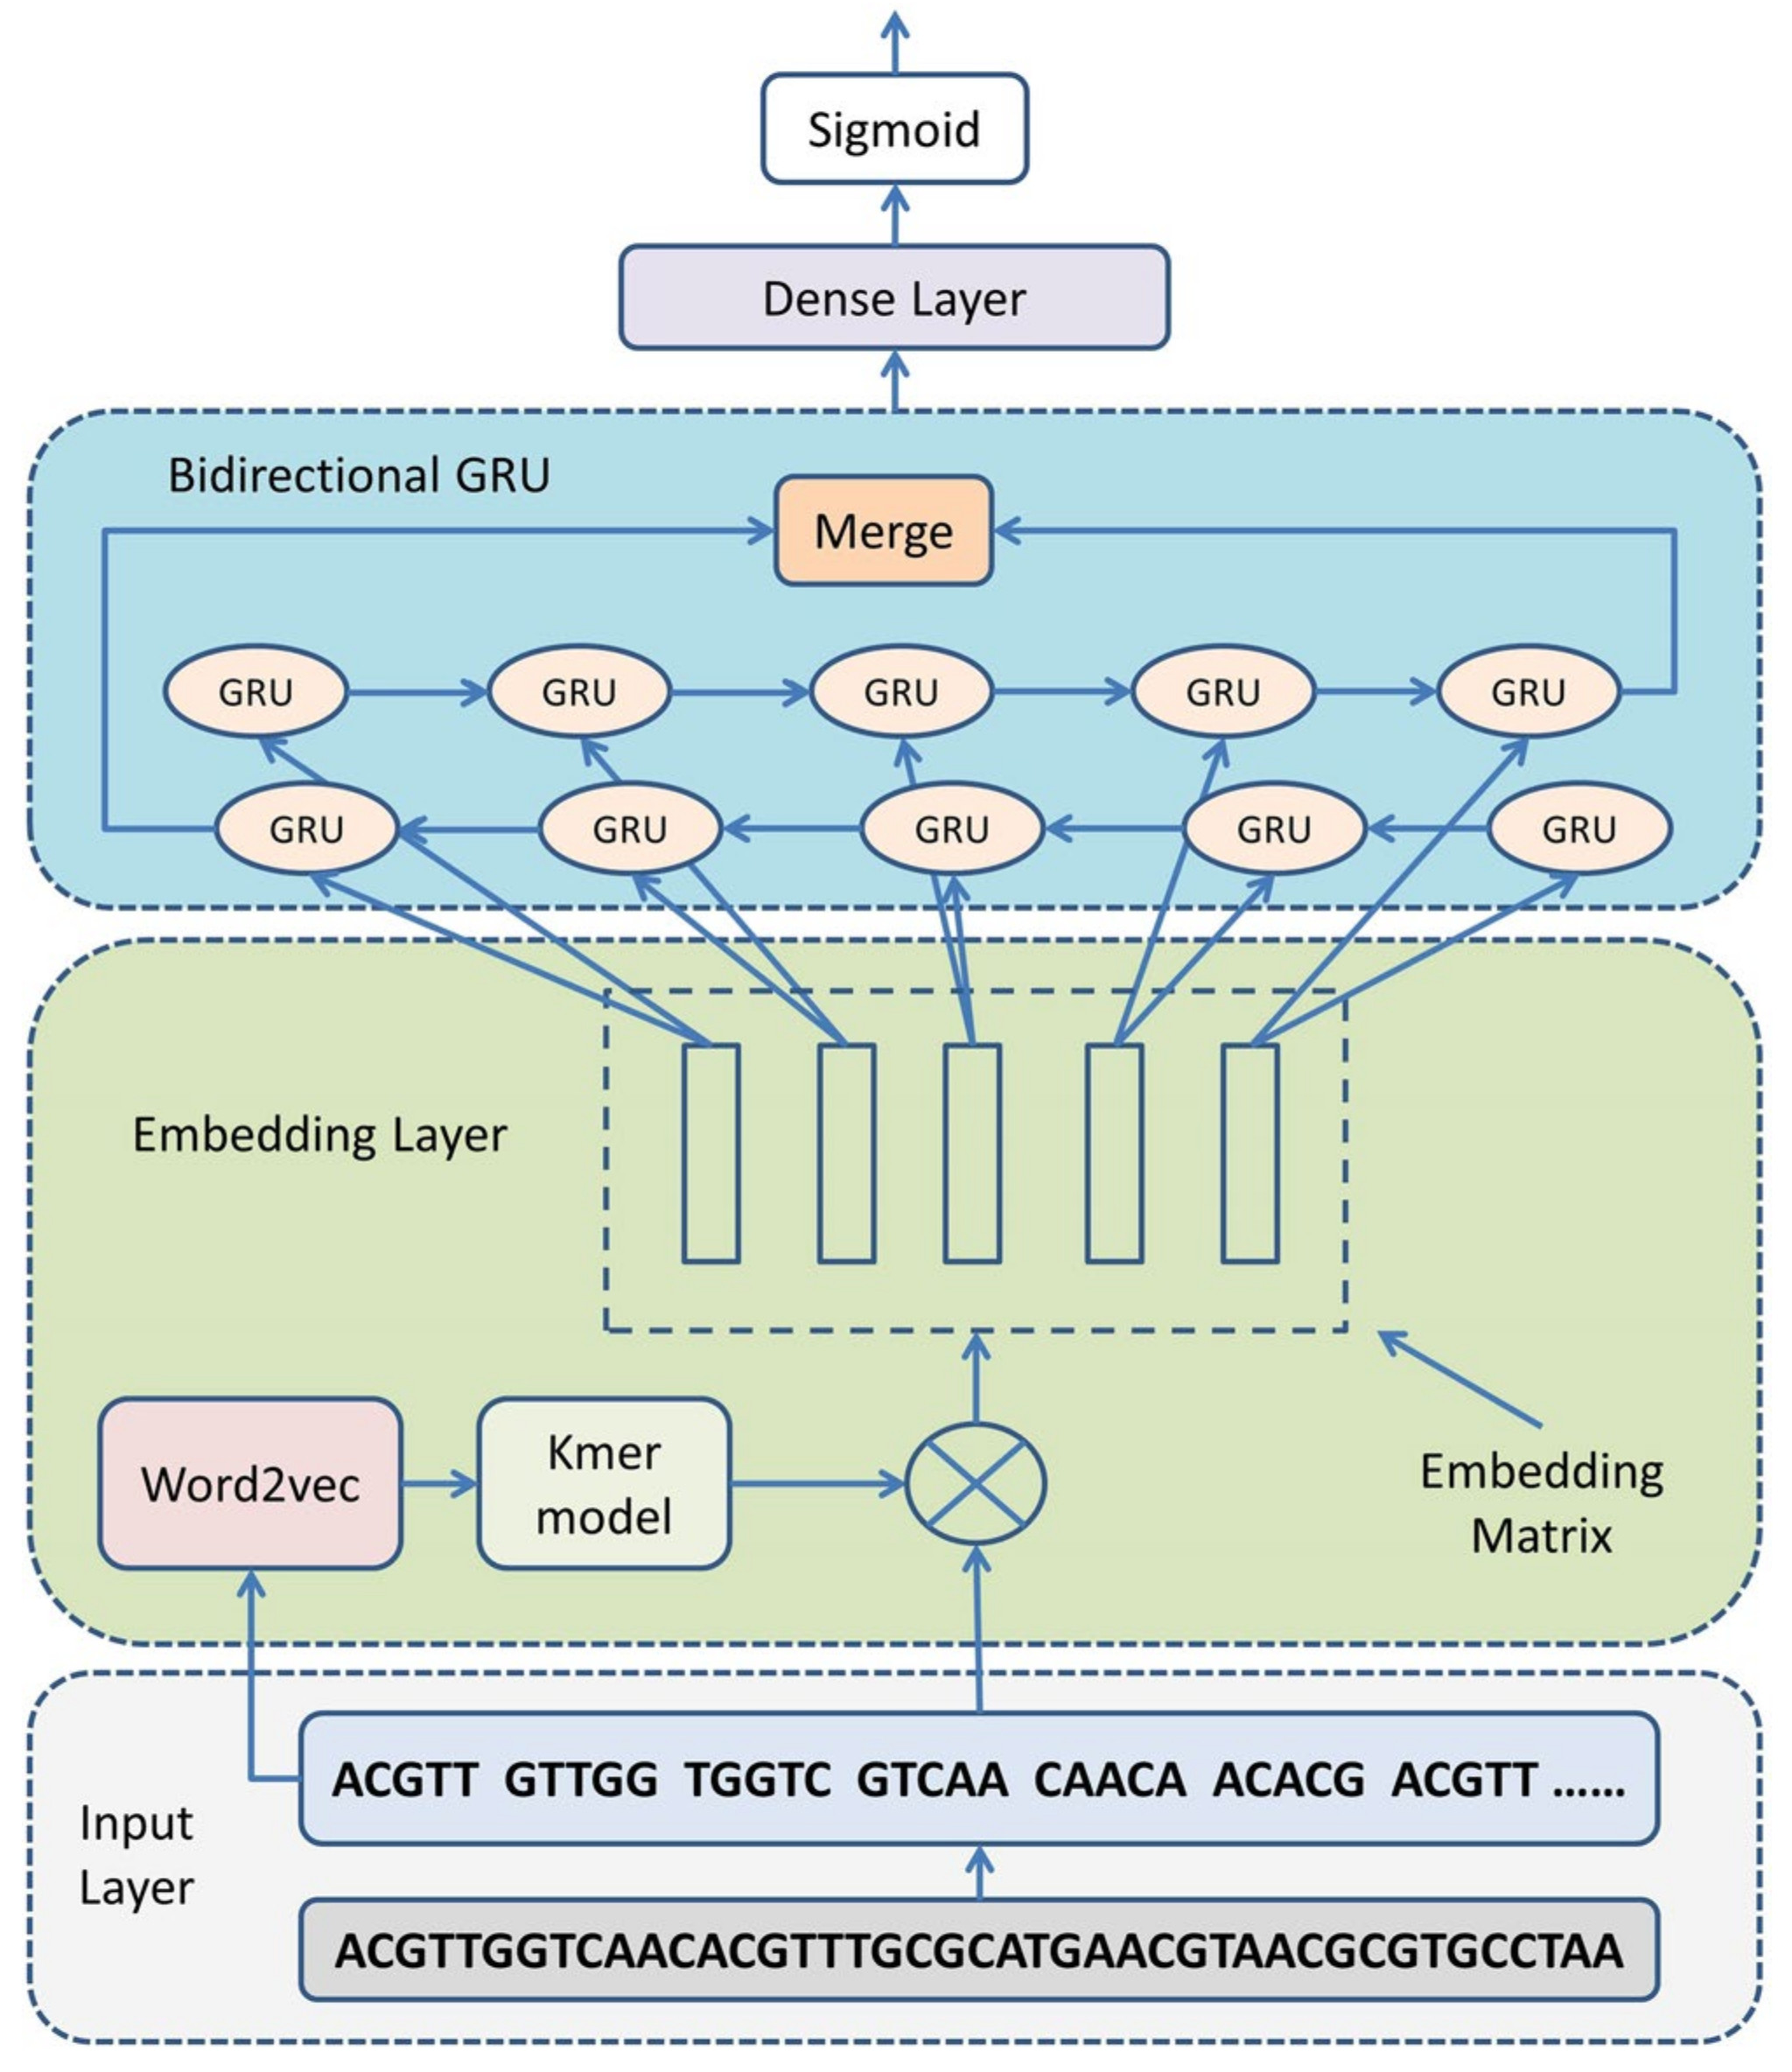 Sigmoid
Dense Layer
Bidirectional GRU
Merge
GRU GRU GRU GRU GRU
GRU GRU GRU GRU GRU
Embedding Layer
Word2vec
Kmer
model
Embedding
Matrix
Input
Layer
ACGTT GTTGG TGGTC GTCAA CAACA ACACG ACGTT ......
ACGTTGGTCAACACGTTTGCGCATGAACGTAACGCGTGCCTAA